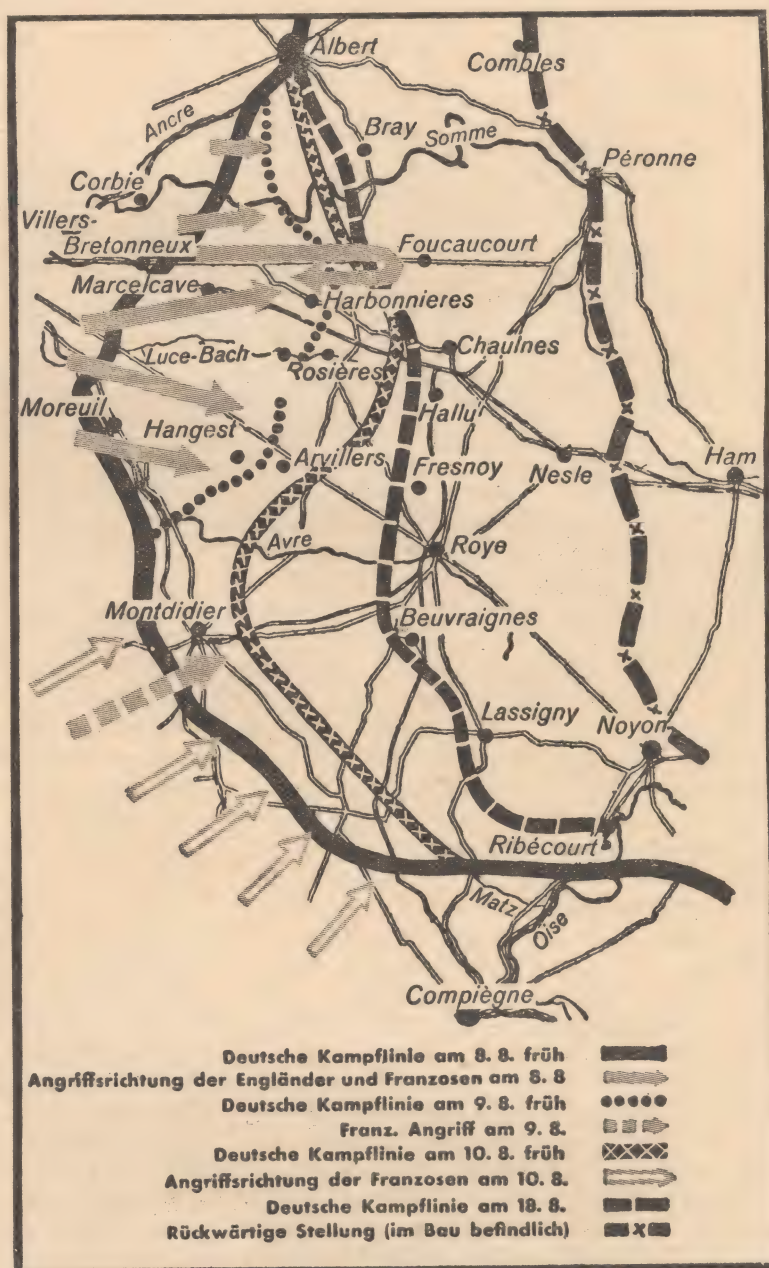 Albert
Combles
Ancre
Bray
Somme
Péronne
Corbie
Villers-
Bretonneux
Foucaucourt
Marcelcave
Harbonnieres
Luce-Bach
Rosières
Chaulnes
Moreuil
Hallu
Hangest
Arvillers
Fresnoy
Nesle
Ham
Avre
Roye
Montdidier
Beuvraignes
Lassigny
Noyon
Ribécourt
Matz
Oise
Compiègne
Deutsche Kampflinie am 8. 8. früh
Angriffsrichtung der Engländer und Franzosen am 8. 8
Deutsche Kampflinie am 9. 8. früh
Franz. Angriff am 9. 8.
Deutsche Kampflinie am 10. 8. früh
Angriffsrichtung der Franzosen am 10. 8.
Deutsche Kampflinie am 18. 8.
Rückwärtige Stellung (im Bau befindlich)